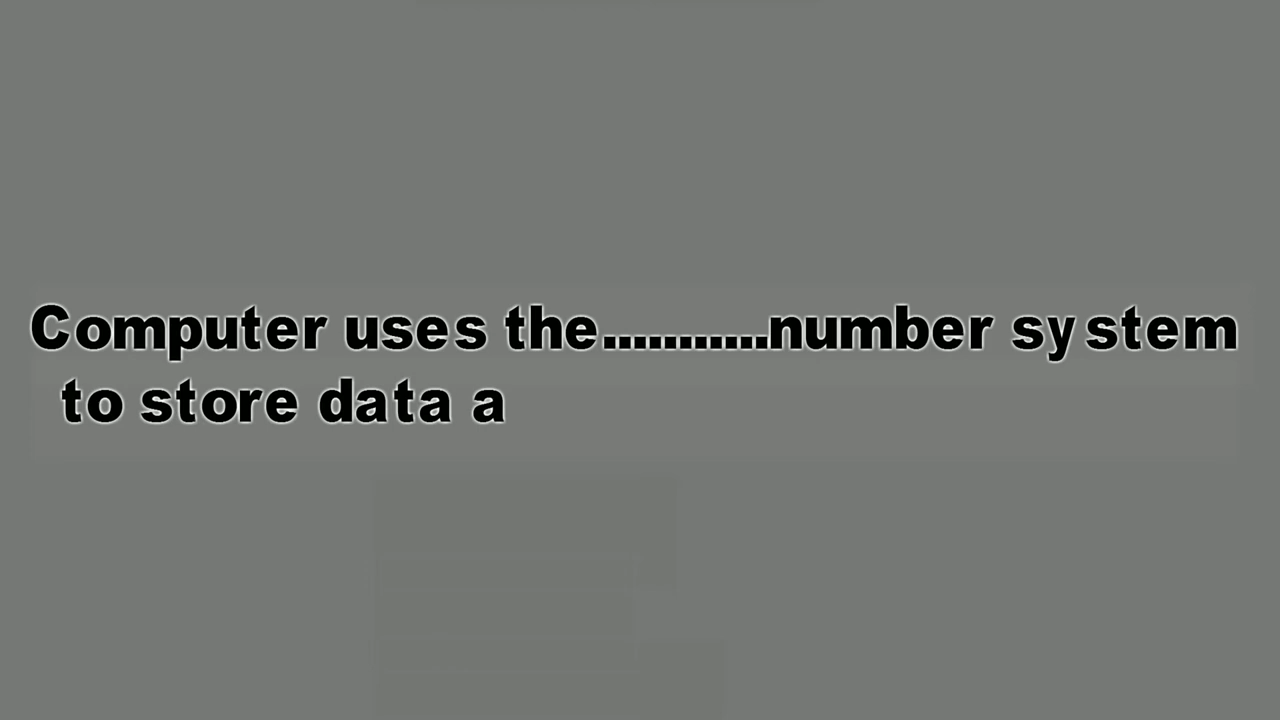 Computer uses the...........number system
to store data a